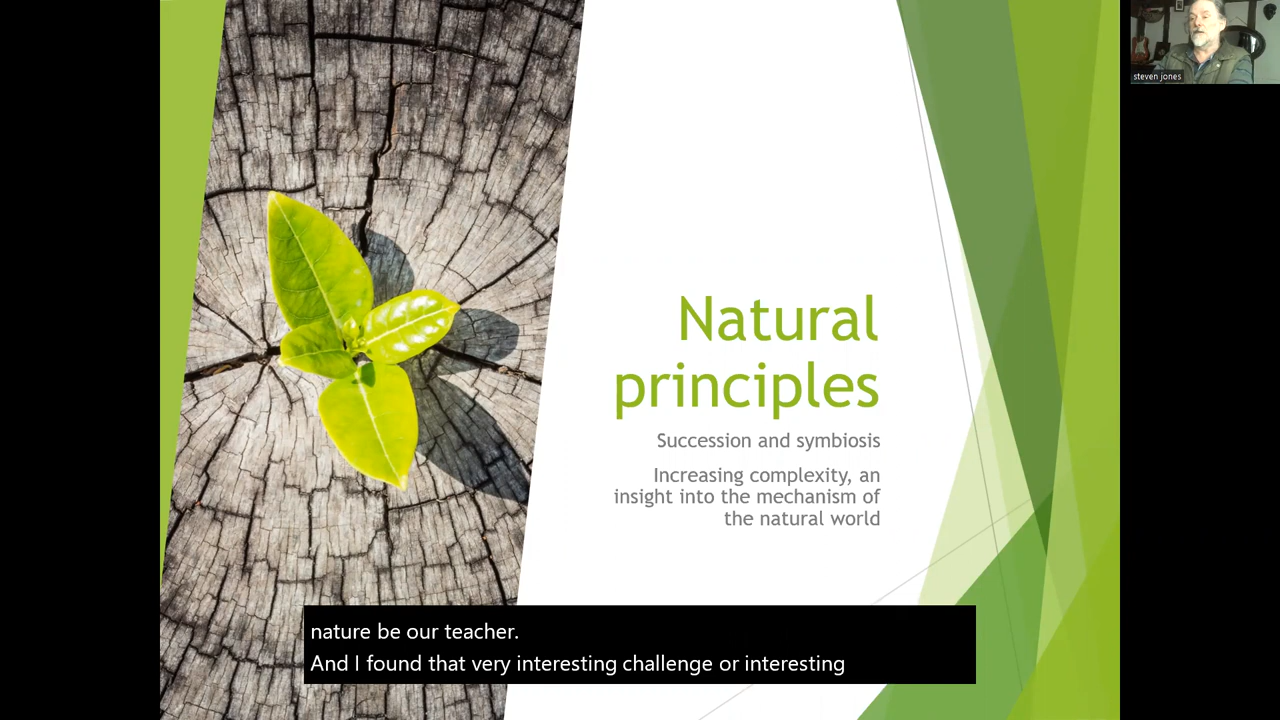 steven jones
Natural
principles
Succession and symbiosis
Increasing complexity, an
insight into the mechanism of
the natural world
nature be our teacher.
And I found that very interesting challenge or interesting